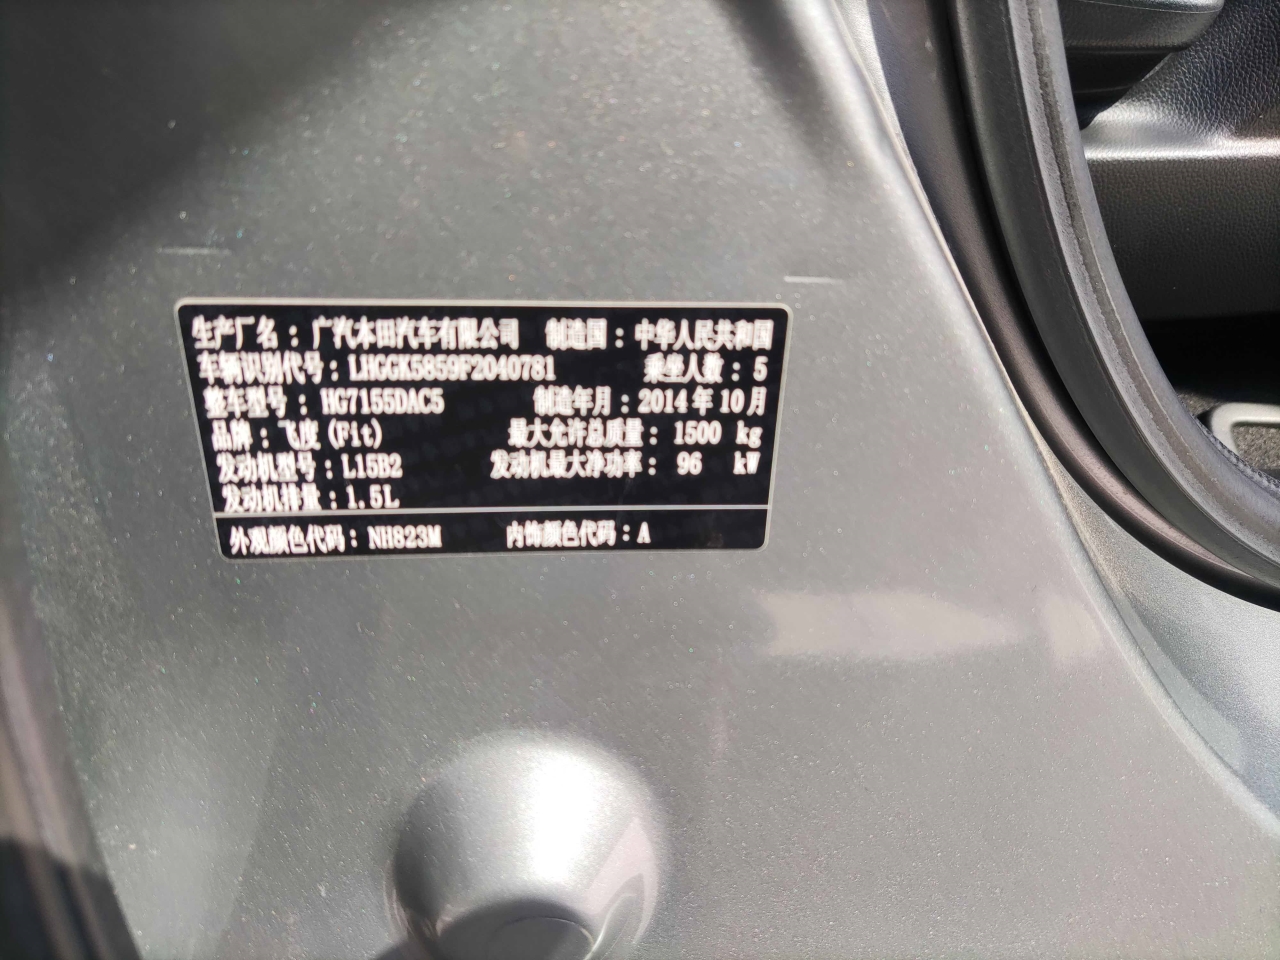 生产厂名：广汽本田汽车有限公司 制造国：中华人民共和国
车辆识别代号：LHGGK5859F2040781 乘坐人数：5
整车型号：HG7155DAC5 制造年月：2014年10月
品牌：飞度(Fit) 最大允许总质量：1500 kg
发动机型号：L15B2 发动机最大净功率：96 kW
发动机排量：1.5L
外观颜色代码：NH823M 内饰颜色代码：A